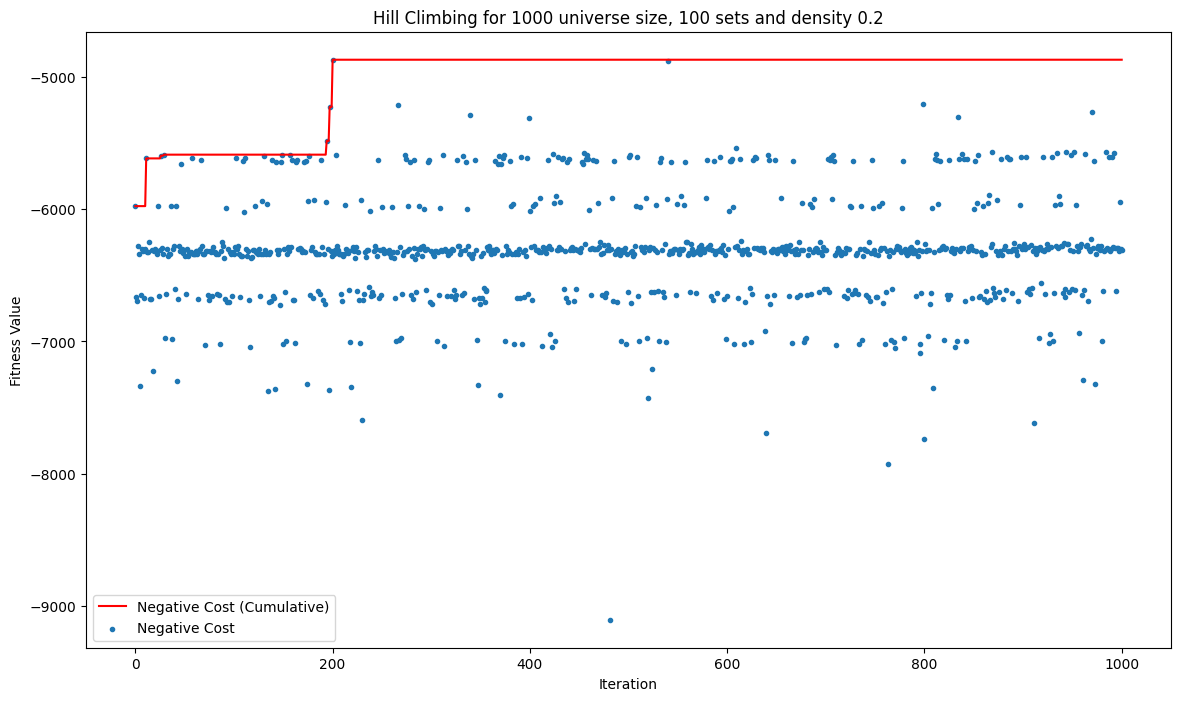 Hill Climbing for 1000 universe size, 100 sets and density 0.2
Fitness Value
−5000
−6000
−7000
−8000
−9000
Negative Cost (Cumulative)
Negative Cost
0
200
400
600
800
1000
Iteration